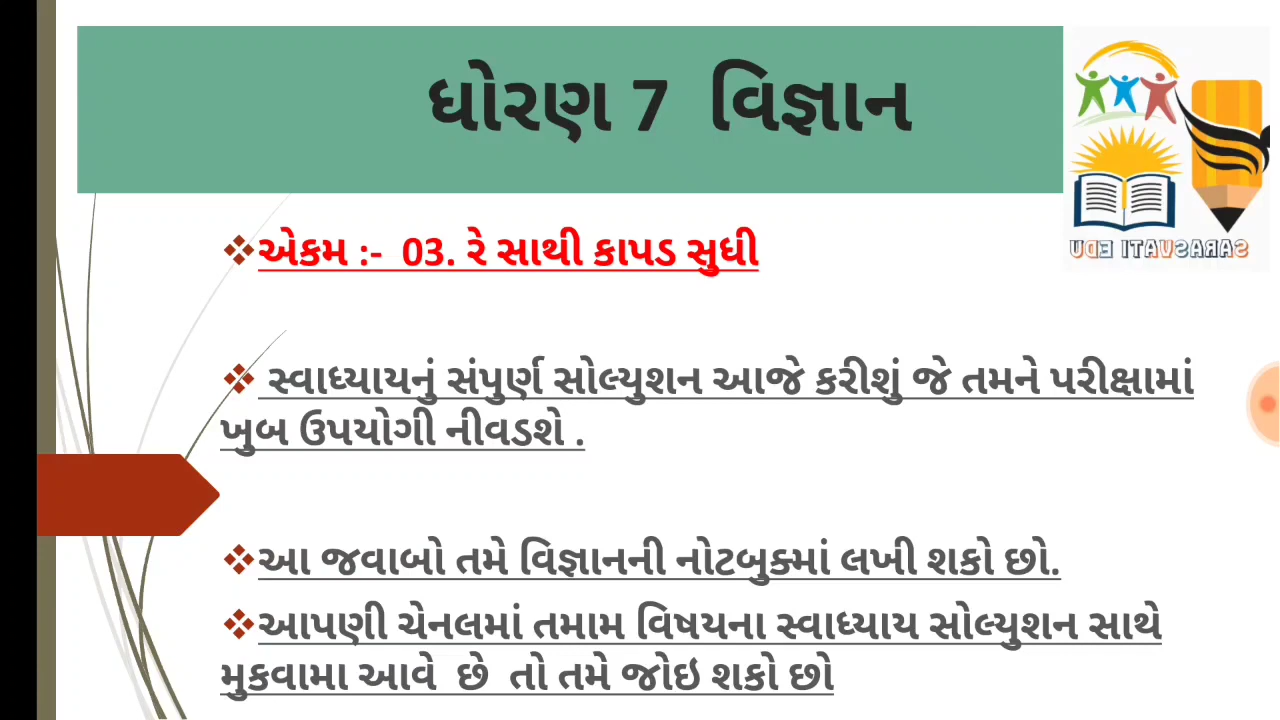 ધોરણ 7 વિજ્ઞાન
SARASVATI EDU
એકમ :- 03. રે સાથી કાપડ સુધી
સ્વાધ્યાયનું સંપુર્ણ સોલ્યુશન આજે કરીશું જે તમને પરીક્ષામાં
ખુબ ઉપયોગી નીવડશે .
આ જવાબો તમે વિજ્ઞાનની નોટબુકમાં લખી શકો છો.
આપણી ચેનલમાં તમામ વિષયના સ્વાધ્યાય સોલ્યુશન સાથે
મુકવામા આવે છે તો તમે જોઇ શકો છો